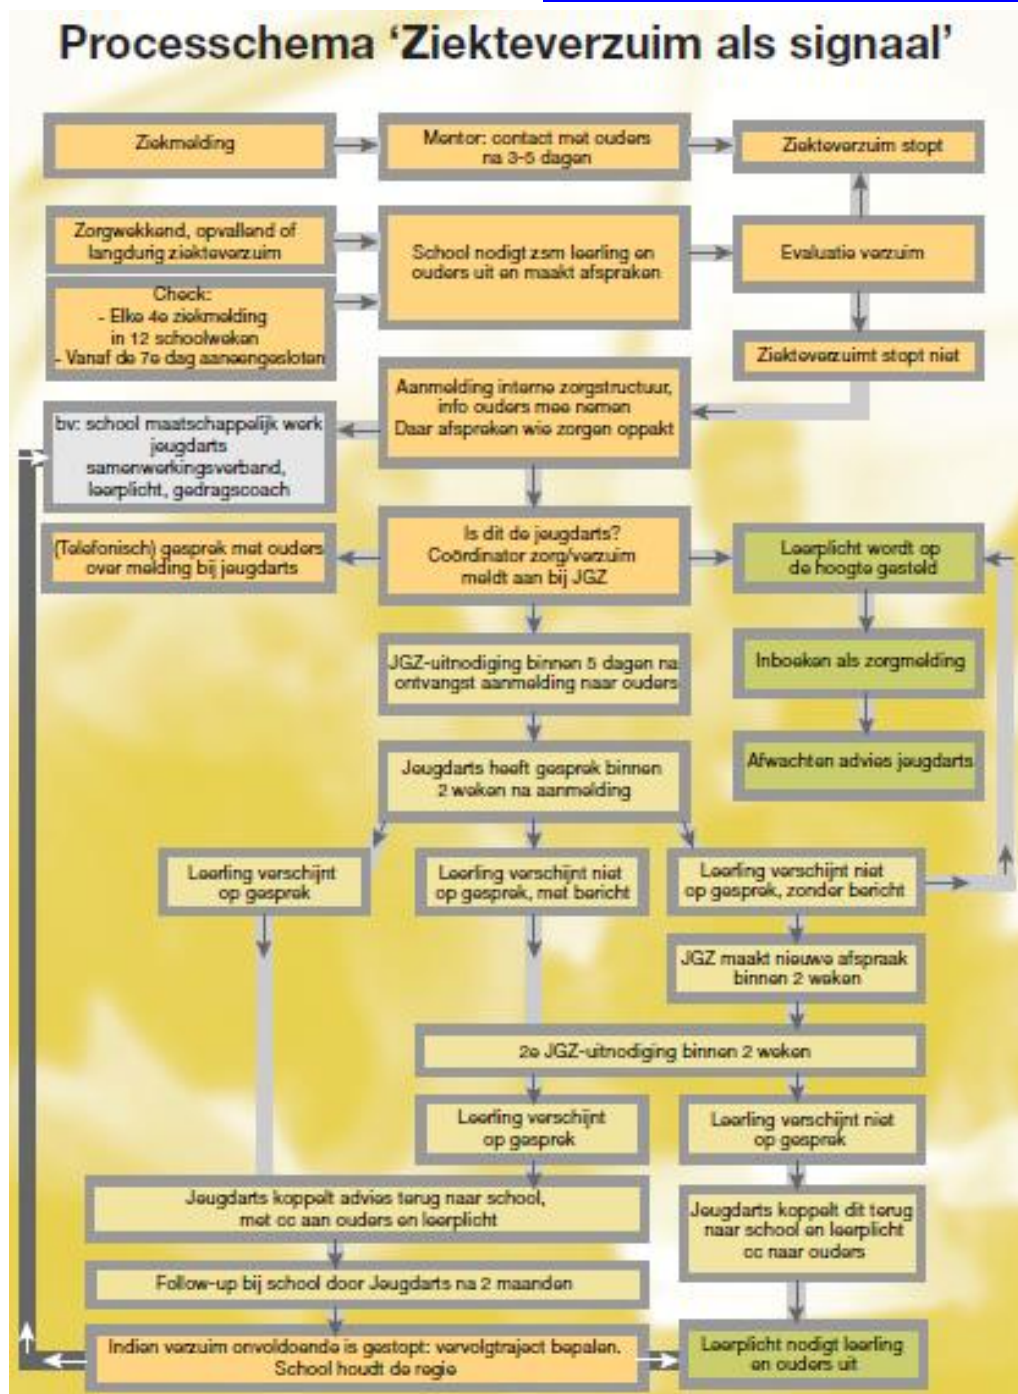 Processchema ‘Ziekteverzuim als signaal’
Ziekmelding
Mentor: contact met ouders
na 3-5 dagen
Ziekteverzuim stopt
Zorgwekkend, opvallend of
langdurig ziekteverzuim
School nodigt zsm leerling en
ouders uit en maakt afspraken
Evaluatie verzuim
Check:
- Elke 4e ziekmelding
in 12 schoolweken
- Vanaf de 7e dag aaneengesloten
Ziekteverzuimt stopt niet
Aanmelding interne zorgstructuur,
info ouders mee nemen
Daar afspreken wie zorgen oppakt
bv: school maatschappelijk werk
jeugdarts
samenwerkingsverband,
leerplicht, gedragscoach
Is dit de jeugdarts?
Coördinator zorg/verzuim
meldt aan bij JGZ
(Telefonisch) gesprek met ouders
over melding bij jeugdarts
Leerplicht wordt op
de hoogte gesteld
JGZ-uitnodiging binnen 5 dagen na
ontvangst aanmelding naar ouders
Inboeken als zorgmelding
Jeugdarts heeft gesprek binnen
2 weken na aanmelding
Afwachten advies jeugdarts
Leerling verschijnt
op gesprek
Leerling verschijnt niet
op gesprek, met bericht
Leerling verschijnt niet
op gesprek, zonder bericht
JGZ maakt nieuwe afspraak
binnen 2 weken
2e JGZ-uitnodiging binnen 2 weken
Leerling verschijnt
op gesprek
Leerling verschijnt niet
op gesprek
Jeugdarts koppelt advies terug naar school,
met cc aan ouders en leerplicht
Jeugdarts koppelt dit terug
naar school en leerplicht
cc naar ouders
Follow-up bij school door Jeugdarts na 2 maanden
Indien verzuim onvoldoende is gestopt: vervolgtraject bepalen.
School houdt de regie
Leerplicht nodigt leerling
en ouders uit